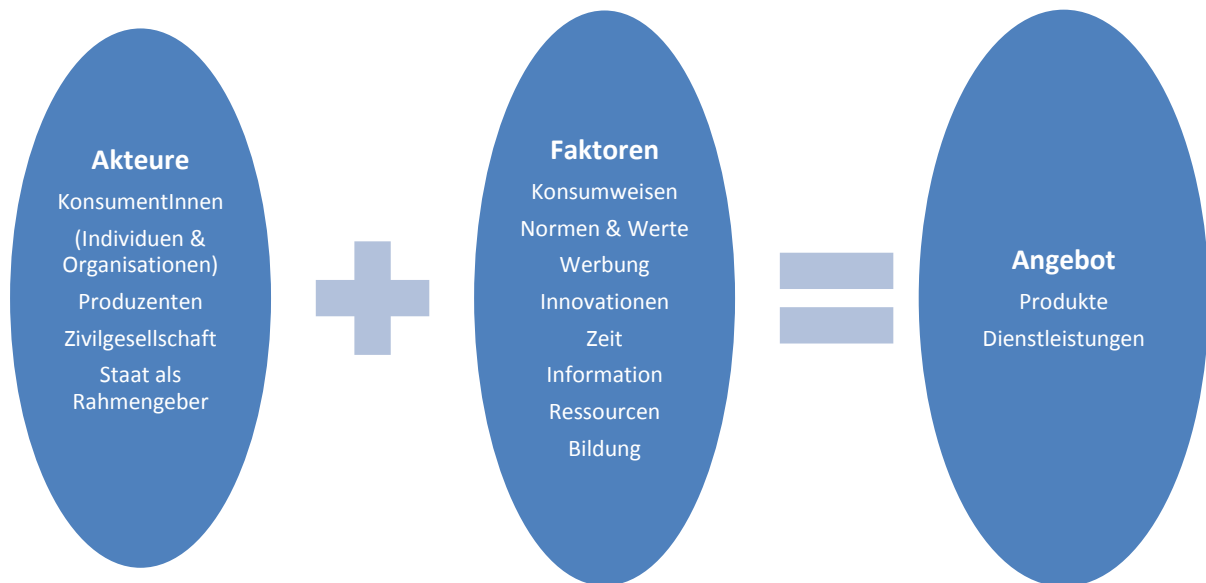 Akteure
KonsumentInnen
(Individuen &
Organisationen)
Produzenten
Zivilgesellschaft
Staat als
Rahmengeber
Faktoren
Konsumweisen
Normen & Werte
Werbung
Innovationen
Zeit
Information
Ressourcen
Bildung
Angebot
Produkte
Dienstleistungen